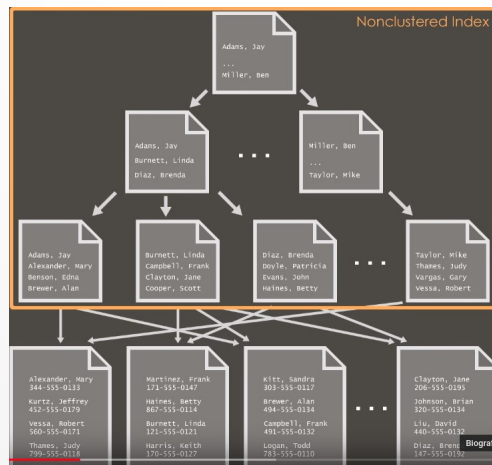 Nonclustered Index
Adams, Jay
...
Miller, Ben
Adams, Jay
Burnett, Linda
Diaz, Brenda
...
Miller, Ben
...
Taylor, Mike
Adams, Jay
Alexander, Mary
Benson, Edna
Brewer, Alan
Burnett, Linda
Campbell, Frank
Clayton, Jane
Cooper, Scott
Diaz, Brenda
Doyle, Patricia
Evans, John
Haines, Betty
...
Taylor, Mike
Thames, Judy
Vargas, Gary
Vessa, Robert
Alexander, Mary
344-555-0133
Kurtz, Jeffrey
452-555-0179
Vessa, Robert
560-555-0171
Thames, Judy
799-555-0118
Martinez, Frank
171-555-0147
Haines, Betty
867-555-0114
Burnett, Linda
121-555-0121
Harris, Keith
170-555-0127
Kitt, Sandra
303-555-0117
Brewer, Alan
494-555-0134
Campbell, Frank
491-555-0132
Logan, Todd
783-555-0110
...
Clayton, Jane
206-555-0195
Johnson, Brian
320-555-0134
Liu, David
440-555-0132
Diaz, Brend
147-555-0192
Biograf